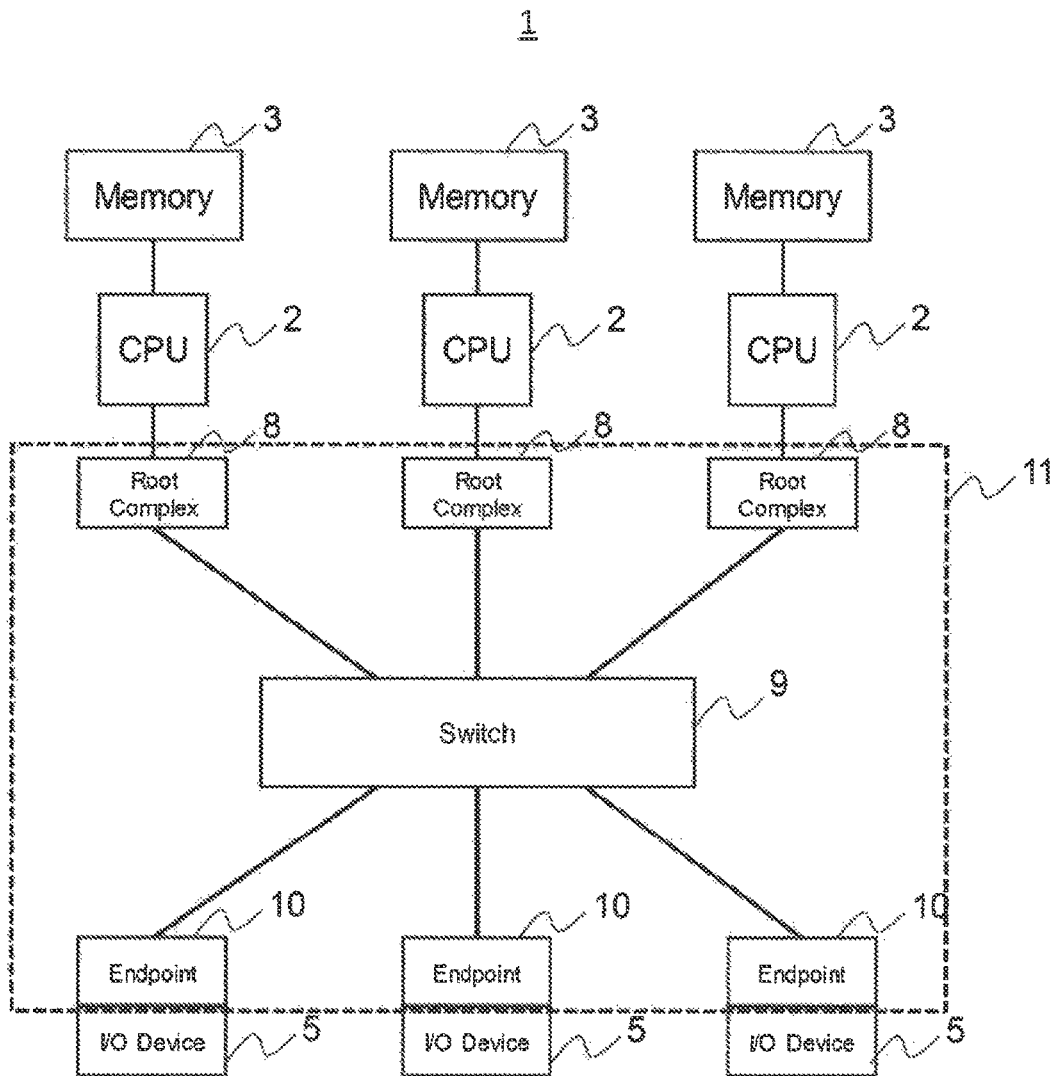 1
3 3 3
Memory Memory Memory
2 2 2
CPU CPU CPU
8 8 8
11
Root Root Root
Complex Complex Complex
9
Switch
10 10 10
Endpoint Endpoint Endpoint
I/O Device I/O Device I/O Device
5 5 5